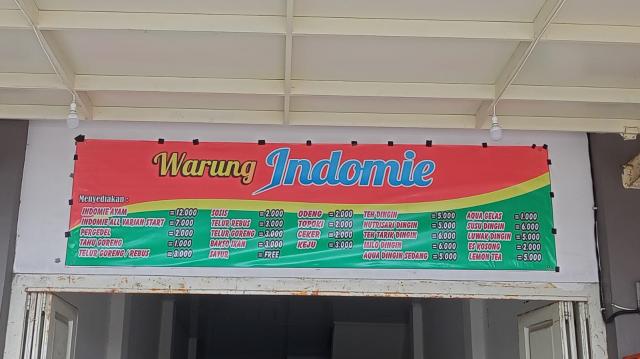 Warung Indomie
Menyediakan :
INDOMIE AYAM = 12.000
INDOMIE ALL VARIAN START = 7.000
PERGEDEL = 2.000
TAHU GORENG = 1.000
TELUR GORENG / REBUS = 3.000
SOSIS = 2.000
TELUR REBUS = 3.000
TELUR GORENG = 3.000
BAKSO IKAN = 3.000
SAYUR = FREE
ODENG = 2.000
TOPOKI = 2.000
CEKER = 2.000
KEJU = 3.000
TEH DINGIN = 5.000
NUTRISARI DINGIN = 5.000
TEH TARIK DINGIN = 6.000
MILO DINGIN = 6.000
AQUA DINGIN SEDANG = 5.000
AQUA GELAS = 1.000
SUSU DINGIN = 6.000
LUWAK DINGIN = 5.000
ES KOSONG = 2.000
LEMON TEA = 5.000